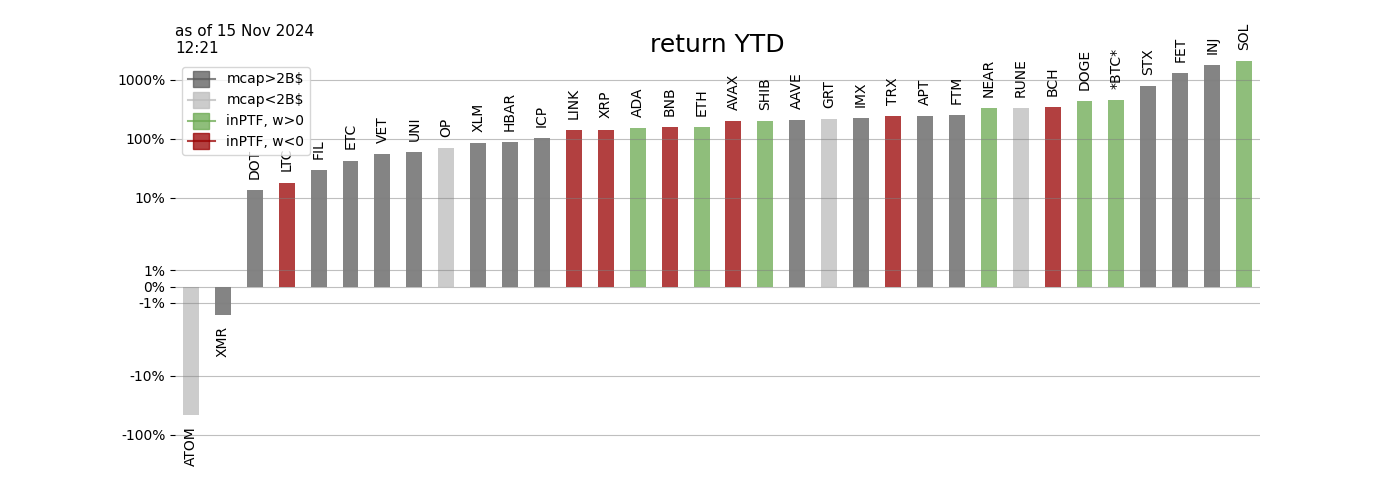 as of 15 Nov 2024
12:21
return YTD
mcap>2B$
mcap<2B$
inPTF, w>0
inPTF, w<0
1000%
100%
10%
1%
0%
-1%
-10%
-100%
ATOM
XMR
DOT
LTC
FIL
ETC
VET
UNI
OP
XLM
HBAR
ICP
LINK
XRP
ADA
BNB
ETH
AVAX
SHIB
AAVE
GRT
IMX
TRX
APT
FTM
NEAR
RUNE
BCH
DOGE
*BTC*
STX
FET
INJ
SOL